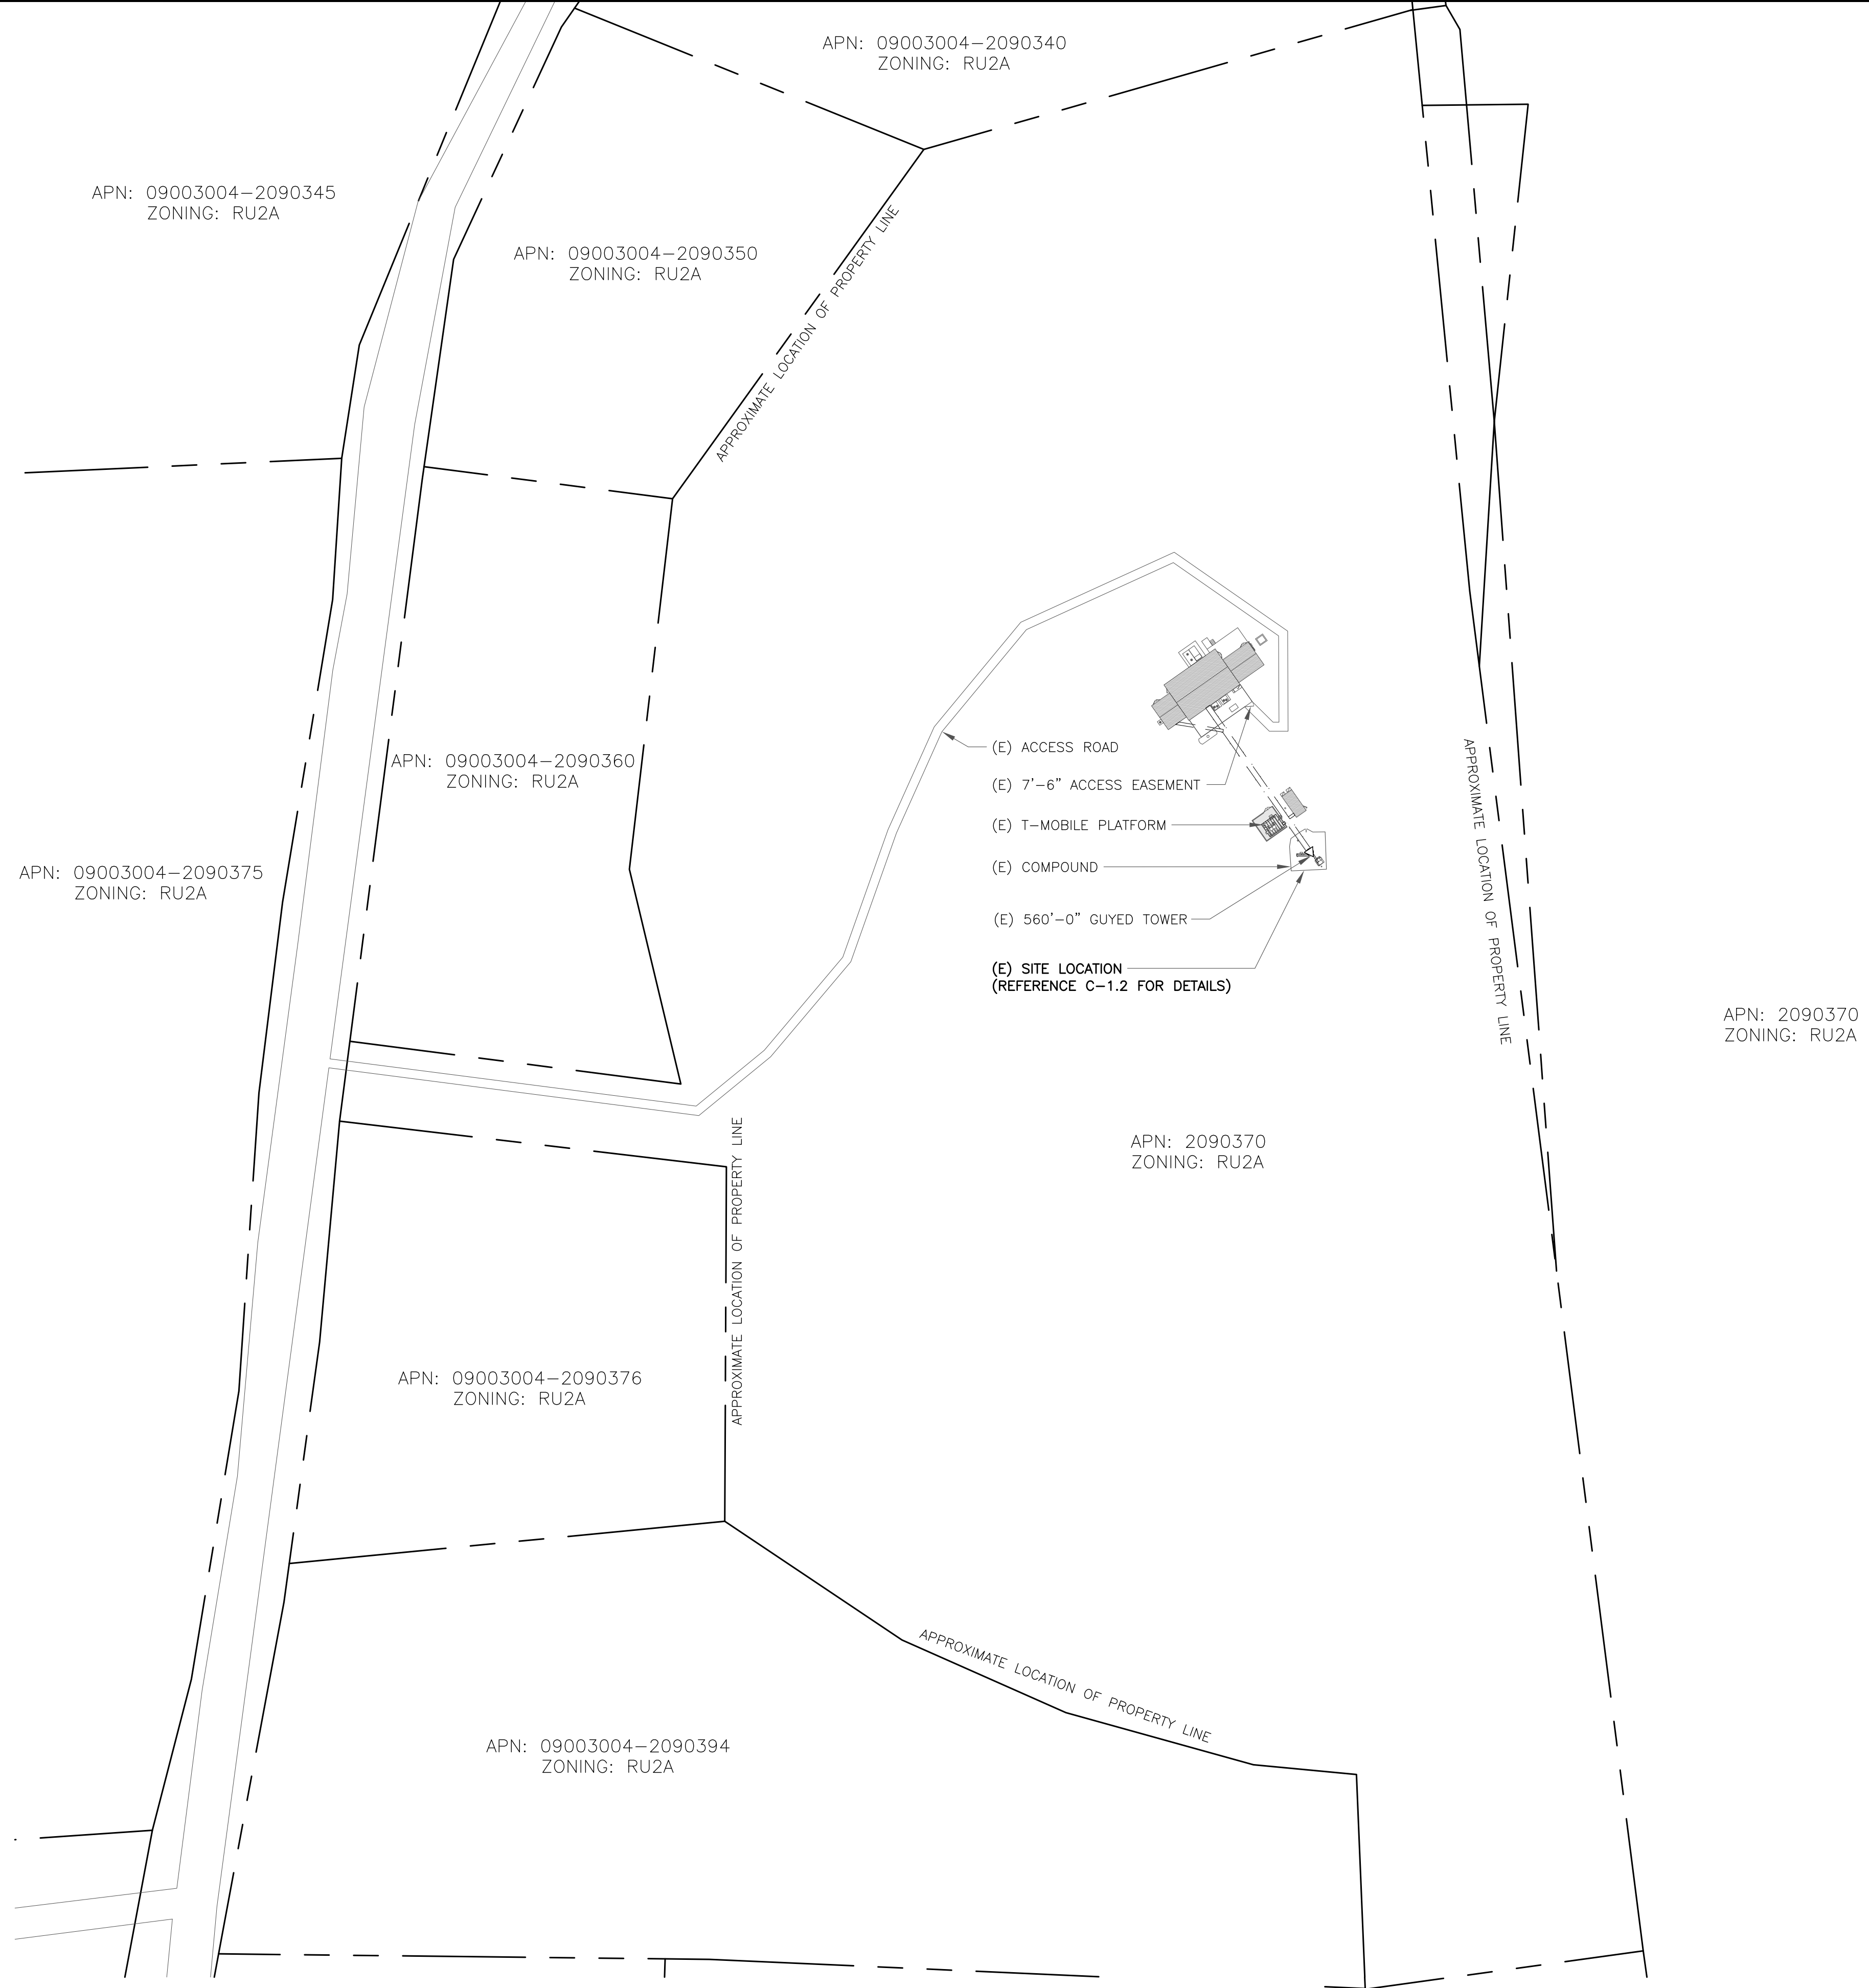 APN: 09003004-2090340
ZONING: RU2A
APN: 09003004-2090345
ZONING: RU2A
APN: 09003004-2090350
ZONING: RU2A
APPROXIMATE LOCATION OF PROPERTY LINE
APN: 09003004-2090360
ZONING: RU2A
(E) ACCESS ROAD
(E) 7'-6" ACCESS EASEMENT
(E) T-MOBILE PLATFORM
(E) COMPOUND
(E) 560'-0" GUYED TOWER
(E) SITE LOCATION
(REFERENCE C-1.2 FOR DETAILS)
APPROXIMATE LOCATION OF PROPERTY LINE
APN: 09003004-2090375
ZONING: RU2A
APN: 2090370
ZONING: RU2A
APN: 2090370
ZONING: RU2A
APPROXIMATE LOCATION OF PROPERTY LINE
APN: 09003004-2090376
ZONING: RU2A
APPROXIMATE LOCATION OF PROPERTY LINE
APN: 09003004-2090394
ZONING: RU2A